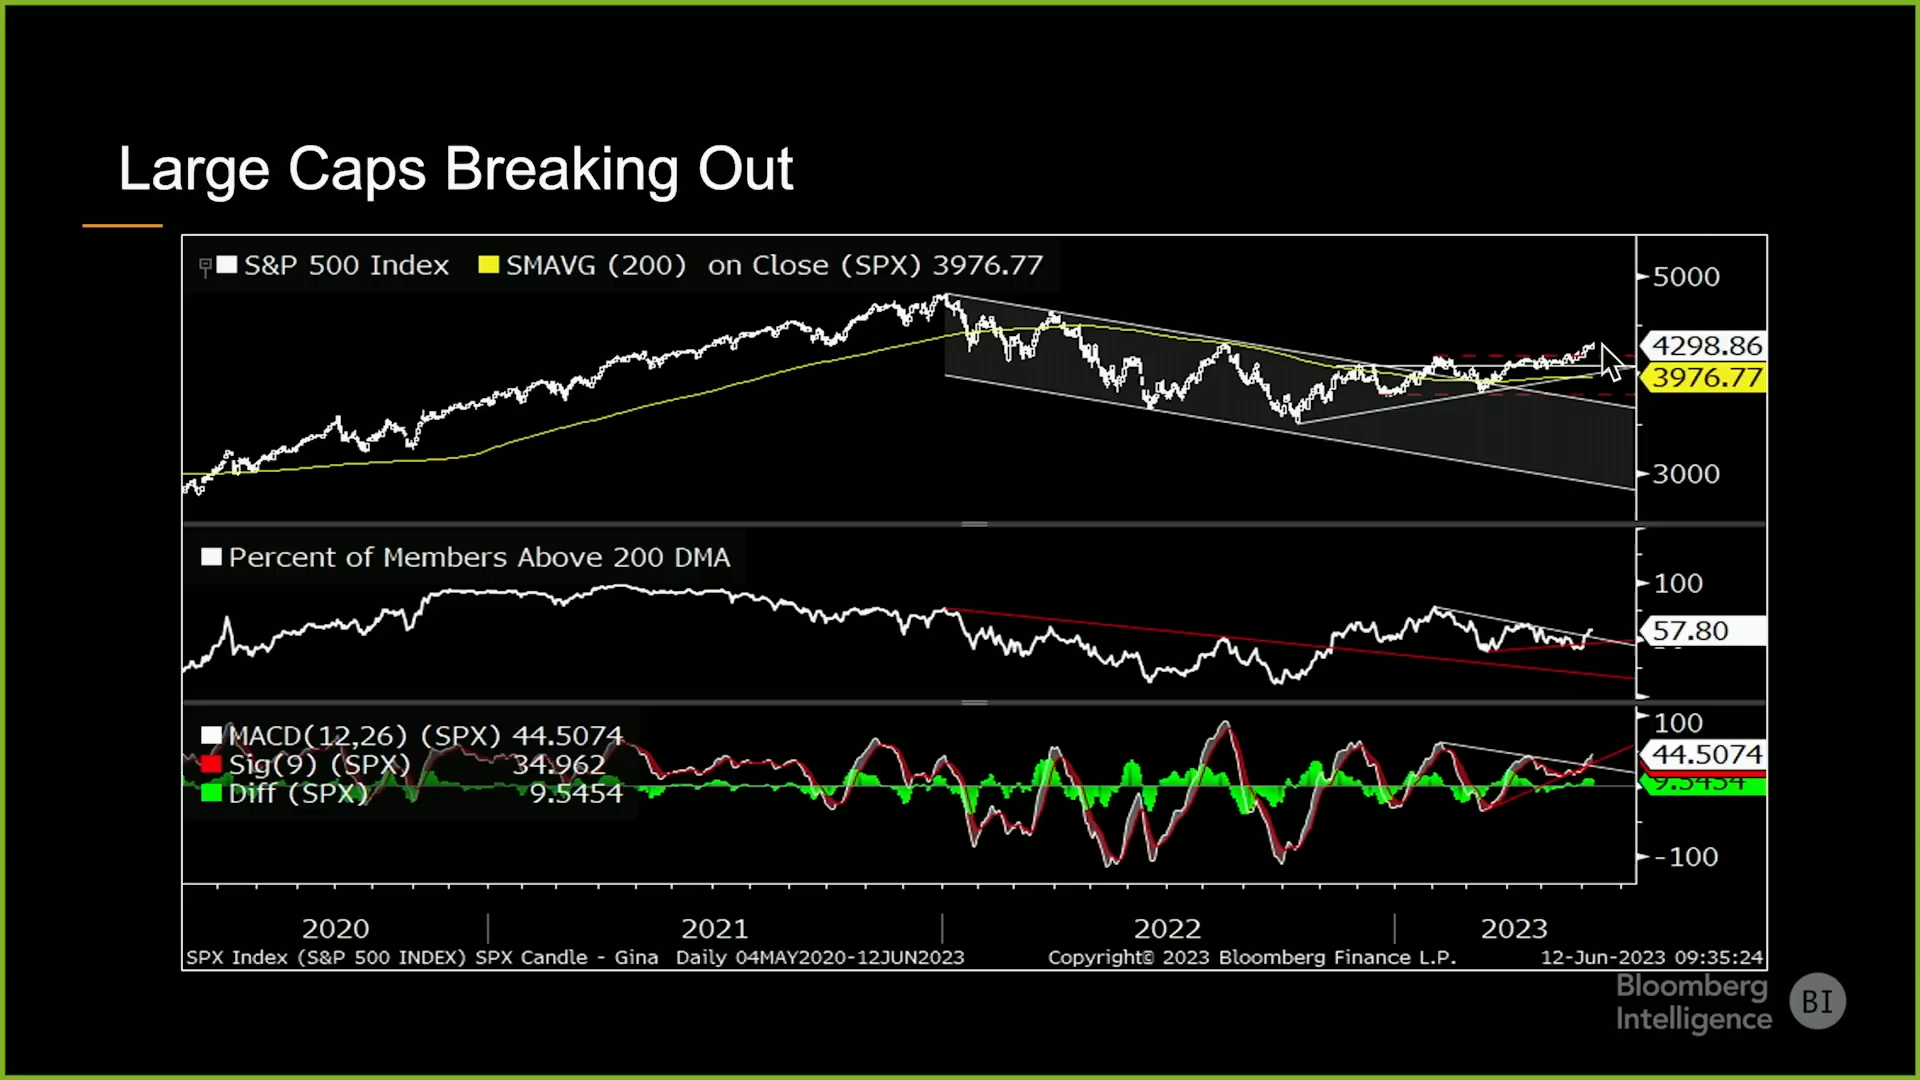 Large Caps Breaking Out
S&P 500 Index SMAVG (200) on Close (SPX) 3976.77
5000
4298.86
3976.77
3000
Percent of Members Above 200 DMA
100
57.80
MACD(12,26) (SPX) 44.5074
Sig(9) (SPX) 34.962
Diff (SPX) 9.5454
100
44.5074
9.5454
-100
2020 2021 2022 2023
SPX Index (S&P 500 INDEX) SPX Candle - Gina Daily 04MAY2020-12JUN2023 Copyright© 2023 Bloomberg Finance L.P. 12-Jun-2023 09:35:24
Bloomberg
Intelligence
BI